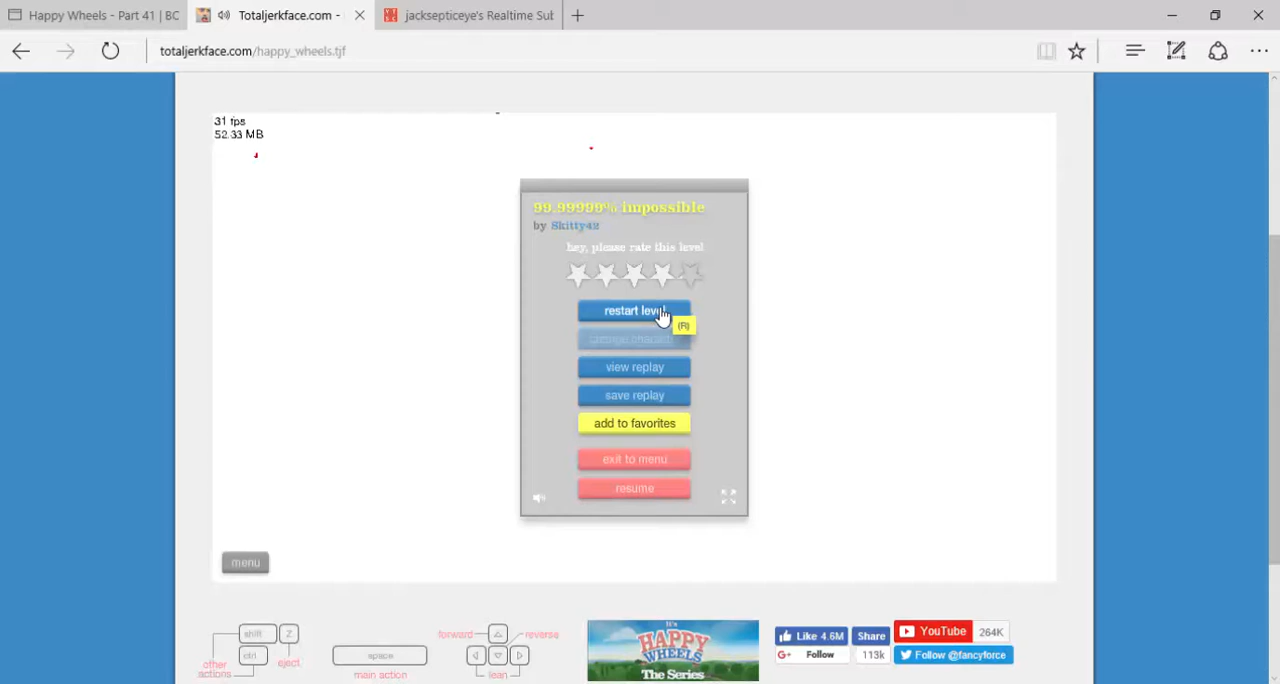 Happy Wheels - Part 41 | BC
Totaljerkface.com -
jacksepticeye's Realtime Sub
totaljerkface.com/happy_wheels.tjf
31 fps
52.33 MB
99.99999% impossible
by Skitty42
hey, please rate this level
restart level
(R)
view replay
save replay
add to favorites
exit to menu
resume
menu
shift
Z
ctrl
eject
other
actions
space
main action
forward
reverse
lean
IT'S
HAPPY
WHEELS
The Series
Like 4.6M
Share
YouTube
264K
G+ Follow
113k
Follow @fancyforce